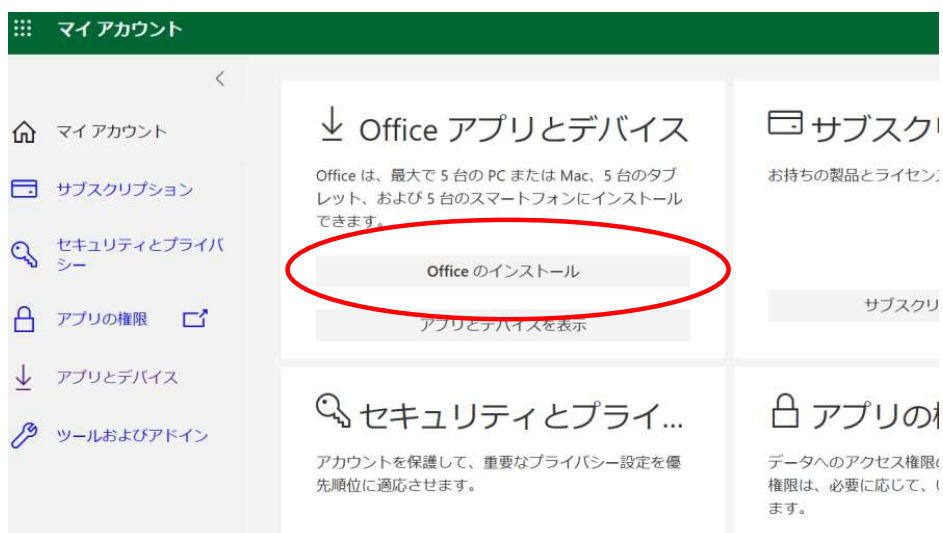 マイ アカウント
マイ アカウント
サブスクリプション
セキュリティとプライバ
シー
アプリの権限
アプリとデバイス
ツールおよびアドイン
Office アプリとデバイス
Office は、最大で 5 台の PC または Mac、5 台のタブ
レット、および 5 台のスマートフォンにインストール
できます。
Office のインストール
アプリとデバイスを表示
サブスク
お持ちの製品とライセン
サブスクリ
セキュリティとプライ...
アカウントを保護して、重要なプライバシー設定を優
先順位に適応させます。
アプリの
データへのアクセス権限
権限は、必要に応じて、
ます。